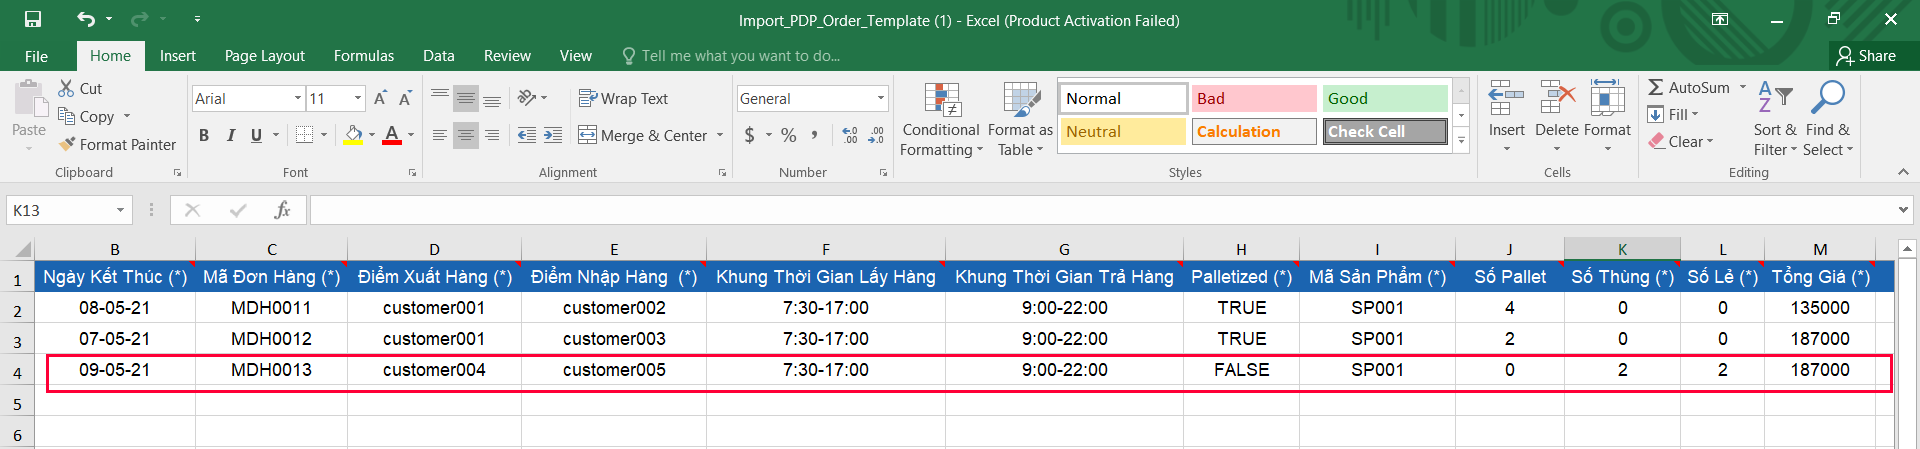 Import_PDP_Order_Template (1) - Excel (Product Activation Failed)
File Home Insert Page Layout Formulas Data Review View Tell me what you want to do... Share
Paste
Cut
Copy
Format Painter
Clipboard
Arial 11
B I U
Font
Wrap Text
Merge & Center
Alignment
General
$ % ,
Number
Conditional Formatting
Format as Table
Normal Bad Good
Neutral Calculation Check Cell
Styles
Insert Delete Format
Cells
AutoSum
Fill
Clear
Sort & Filter
Find & Select
Editing
K13 fx
B C D E F G H I J K L M
1 Ngày Kết Thúc (*) Mã Đơn Hàng (*) Điểm Xuất Hàng (*) Điểm Nhập Hàng (*) Khung Thời Gian Lấy Hàng Khung Thời Gian Trả Hàng Palletized (*) Mã Sản Phẩm (*) Số Pallet Số Thùng (*) Số Lẻ (*) Tổng Giá (*)
2 08-05-21 MDH0011 customer001 customer002 7:30-17:00 9:00-22:00 TRUE SP001 4 0 0 135000
3 07-05-21 MDH0012 customer001 customer003 7:30-17:00 9:00-22:00 TRUE SP001 2 0 0 187000
4 09-05-21 MDH0013 customer004 customer005 7:30-17:00 9:00-22:00 FALSE SP001 0 2 2 187000
5
6